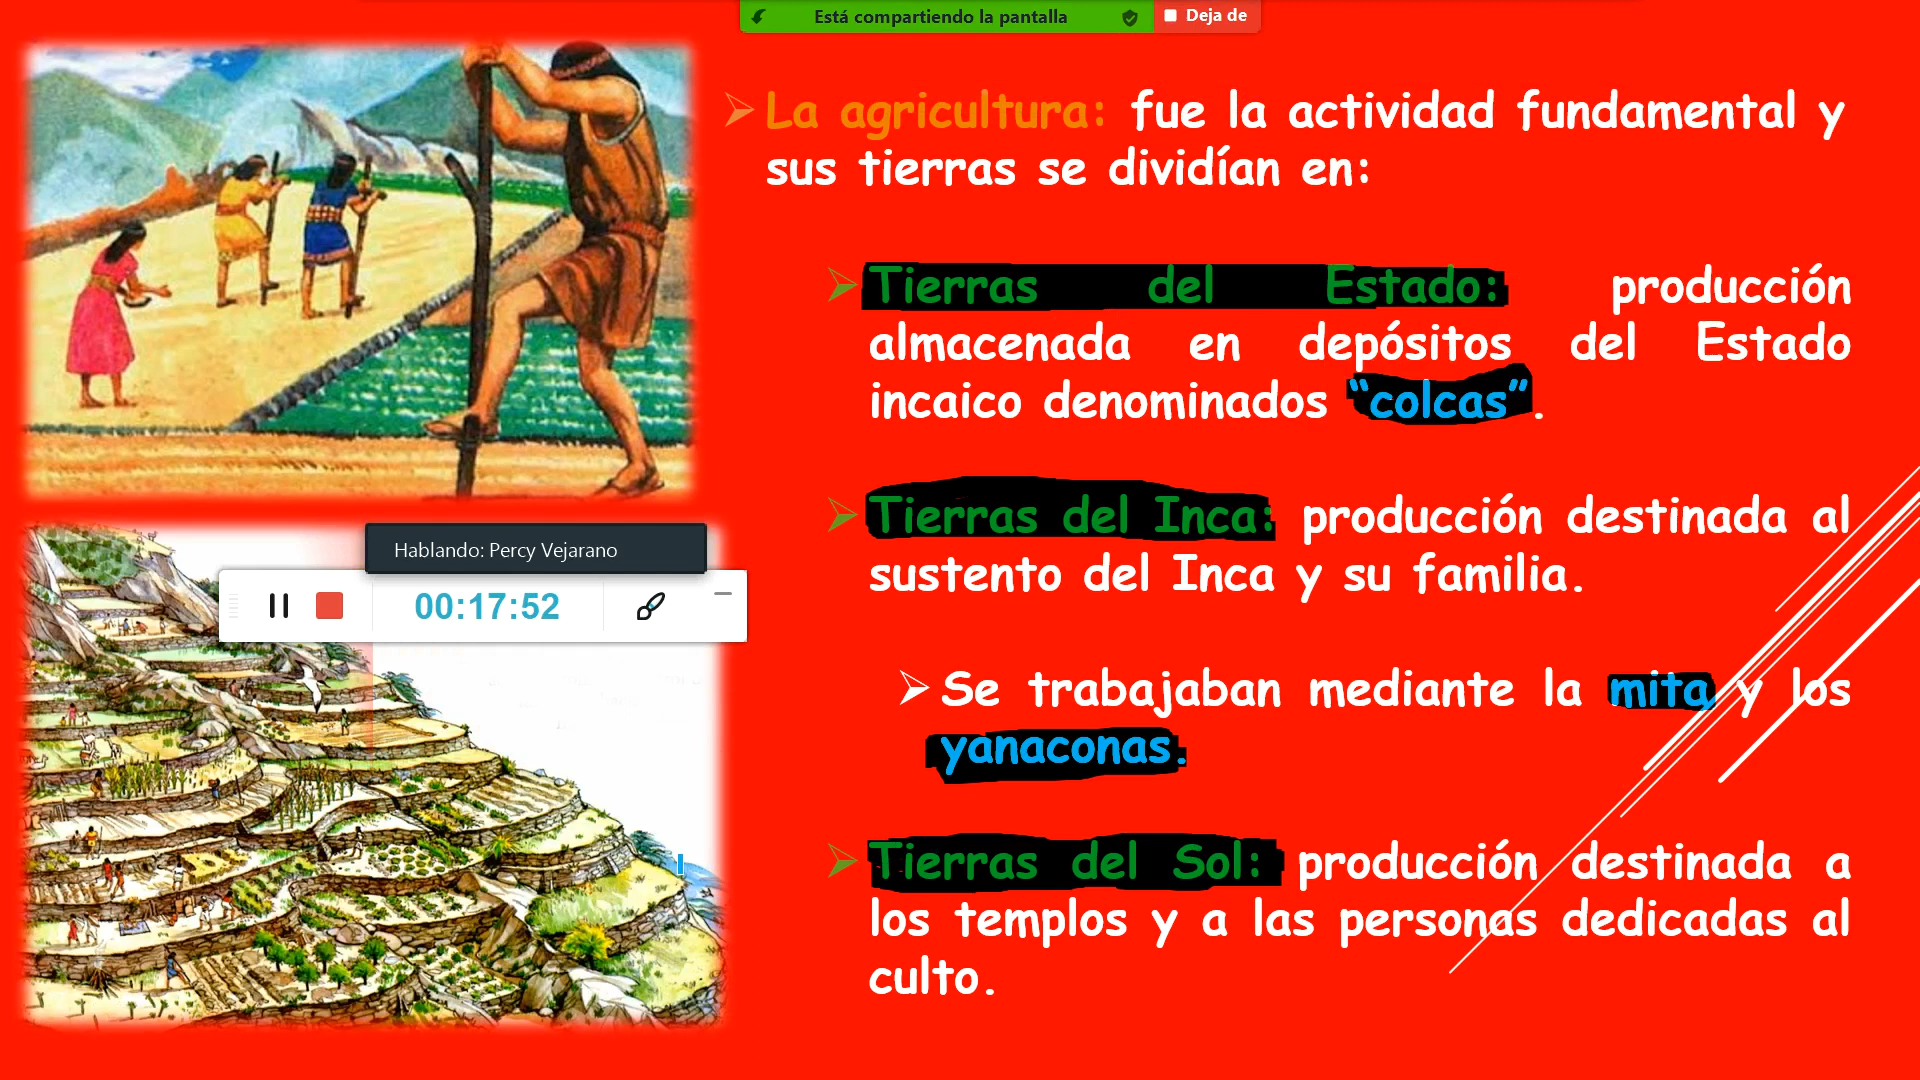 Está compartiendo la pantalla
Deja de
La agricultura: fue la actividad fundamental y
sus tierras se dividían en:
Tierras del Estado: producción
almacenada en depósitos del Estado
incaico denominados “colcas”.
Tierras del Inca: producción destinada al
sustento del Inca y su familia.
Hablando: Percy Vejarano
00:17:52
Se trabajaban mediante la mita y los
yanaconas.
Tierras del Sol: producción destinada a
los templos y a las personas dedicadas al
culto.